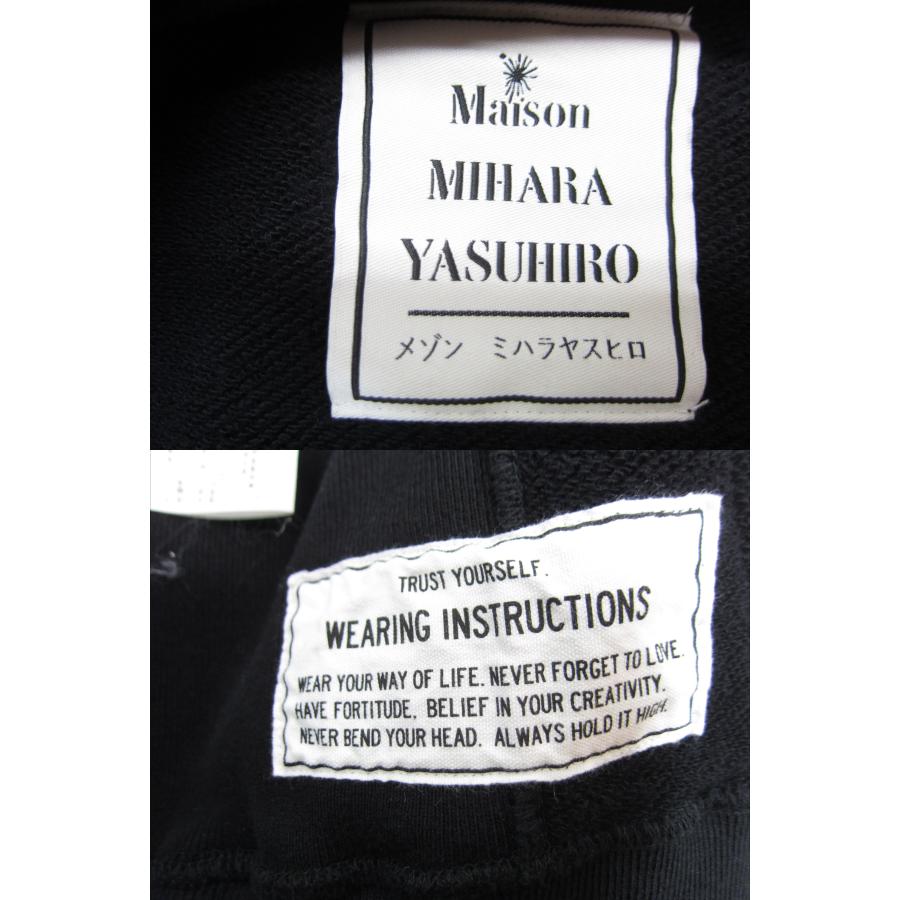 Maison
MIHARA
YASUHIRO
メゾン ミハラヤスヒロ
TRUST YOURSELF.
WEARING INSTRUCTIONS
WEAR YOUR WAY OF LIFE. NEVER FORGET TO LOVE.
HAVE FORTITUDE, BELIEF IN YOUR CREATIVITY.
NEVER BEND YOUR HEAD. ALWAYS HOLD IT HIGH.